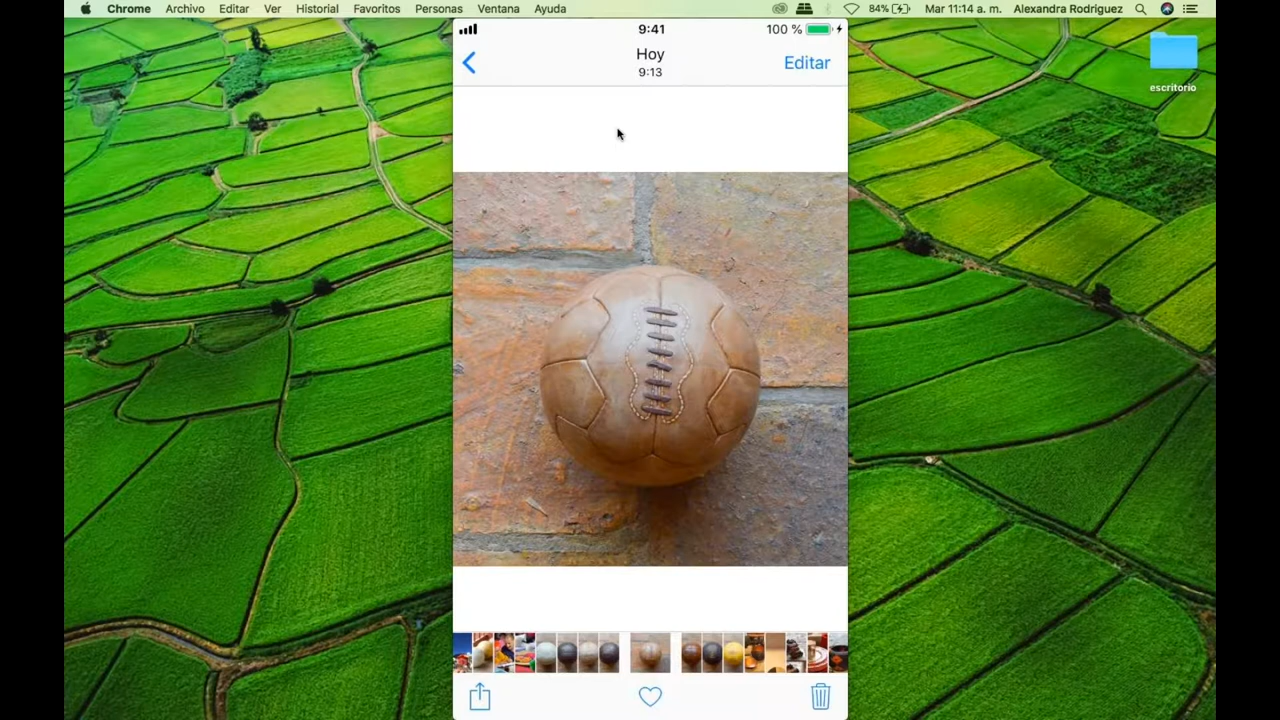 Chrome Archivo Editar Ver Historial Favoritos Personas Ventana Ayuda 84% Mar 11:14 a. m. Alexandra Rodriguez
9:41 100 %
Hoy
9:13
Editar
escritorio